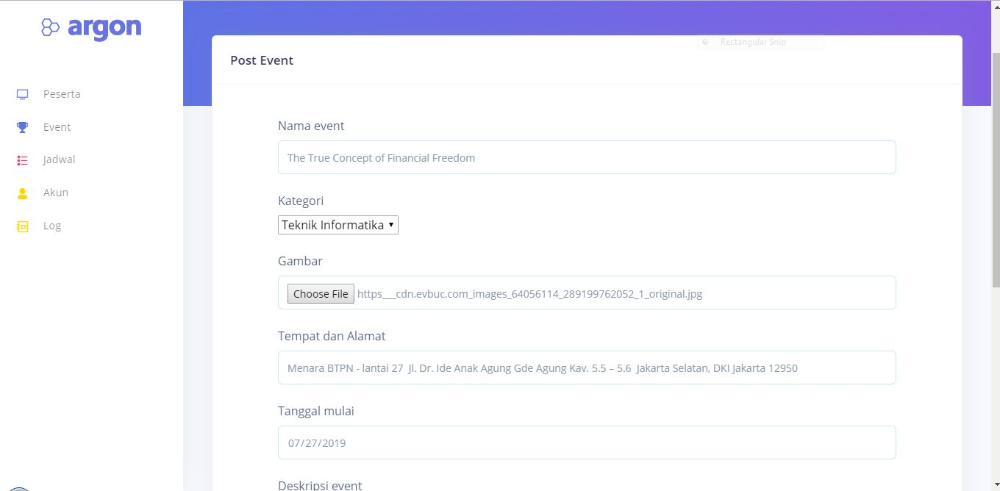 argon
Peserta
Event
Jadwal
Akun
Log
Rectangular Snip
Post Event
Nama event
The True Concept of Financial Freedom
Kategori
Teknik Informatika
Gambar
Choose File https___cdn.evbuc.com_images_64056114_289199762052_1_original.jpg
Tempat dan Alamat
Menara BTPN - lantai 27 Jl. Dr. Ide Anak Agung Gde Agung Kav. 5.5 – 5.6 Jakarta Selatan, DKI Jakarta 12950
Tanggal mulai
07/27/2019
Deskripsi event